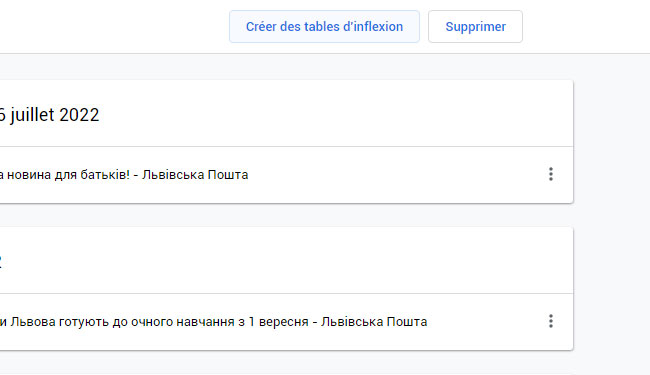 Créer des tables d'inflexion Supprimer
6 juillet 2022
а новина для батьків! - Львівська Пошта
2
и Львова готують до очного навчання з 1 вересня - Львівська Пошта